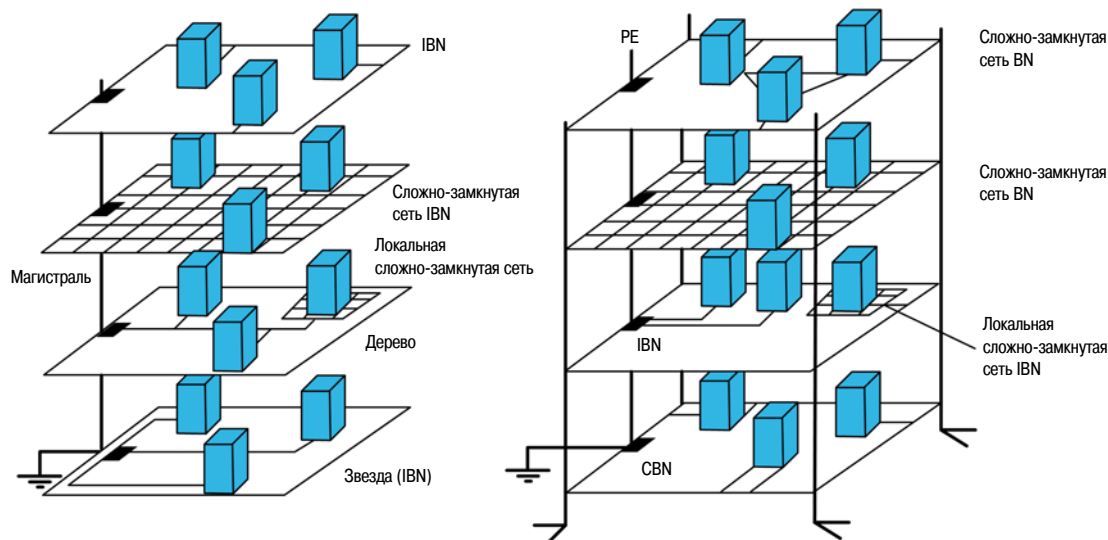 IBN
Сложно-замкнутая
сеть IBN
Локальная
сложно-замкнутая сеть
Магистраль
Дерево
Звезда (IBN)
PE
Сложно-замкнутая
сеть BN
Сложно-замкнутая
сеть BN
IBN
Локальная
сложно-замкнутая
сеть IBN
CBN